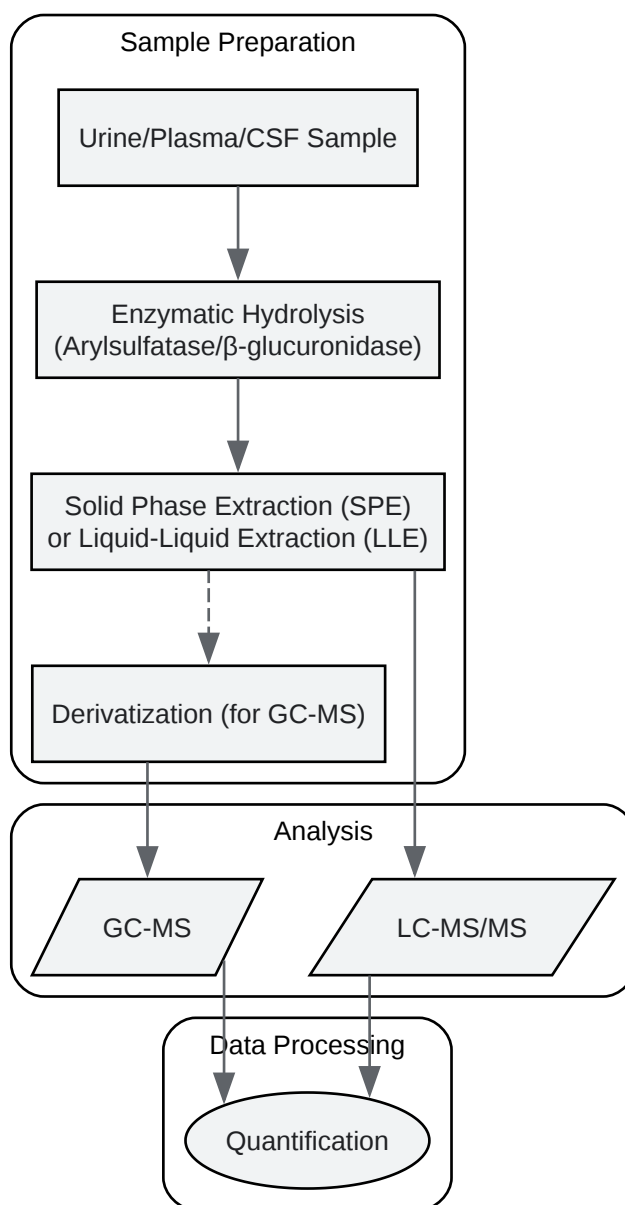 Sample Preparation
Urine/Plasma/CSF Sample
Enzymatic Hydrolysis
(Arylsulfatase/β-glucuronidase)
Solid Phase Extraction (SPE)
or Liquid-Liquid Extraction (LLE)
Derivatization (for GC-MS)
Analysis
GC-MS
LC-MS/MS
Data Processing
Quantification